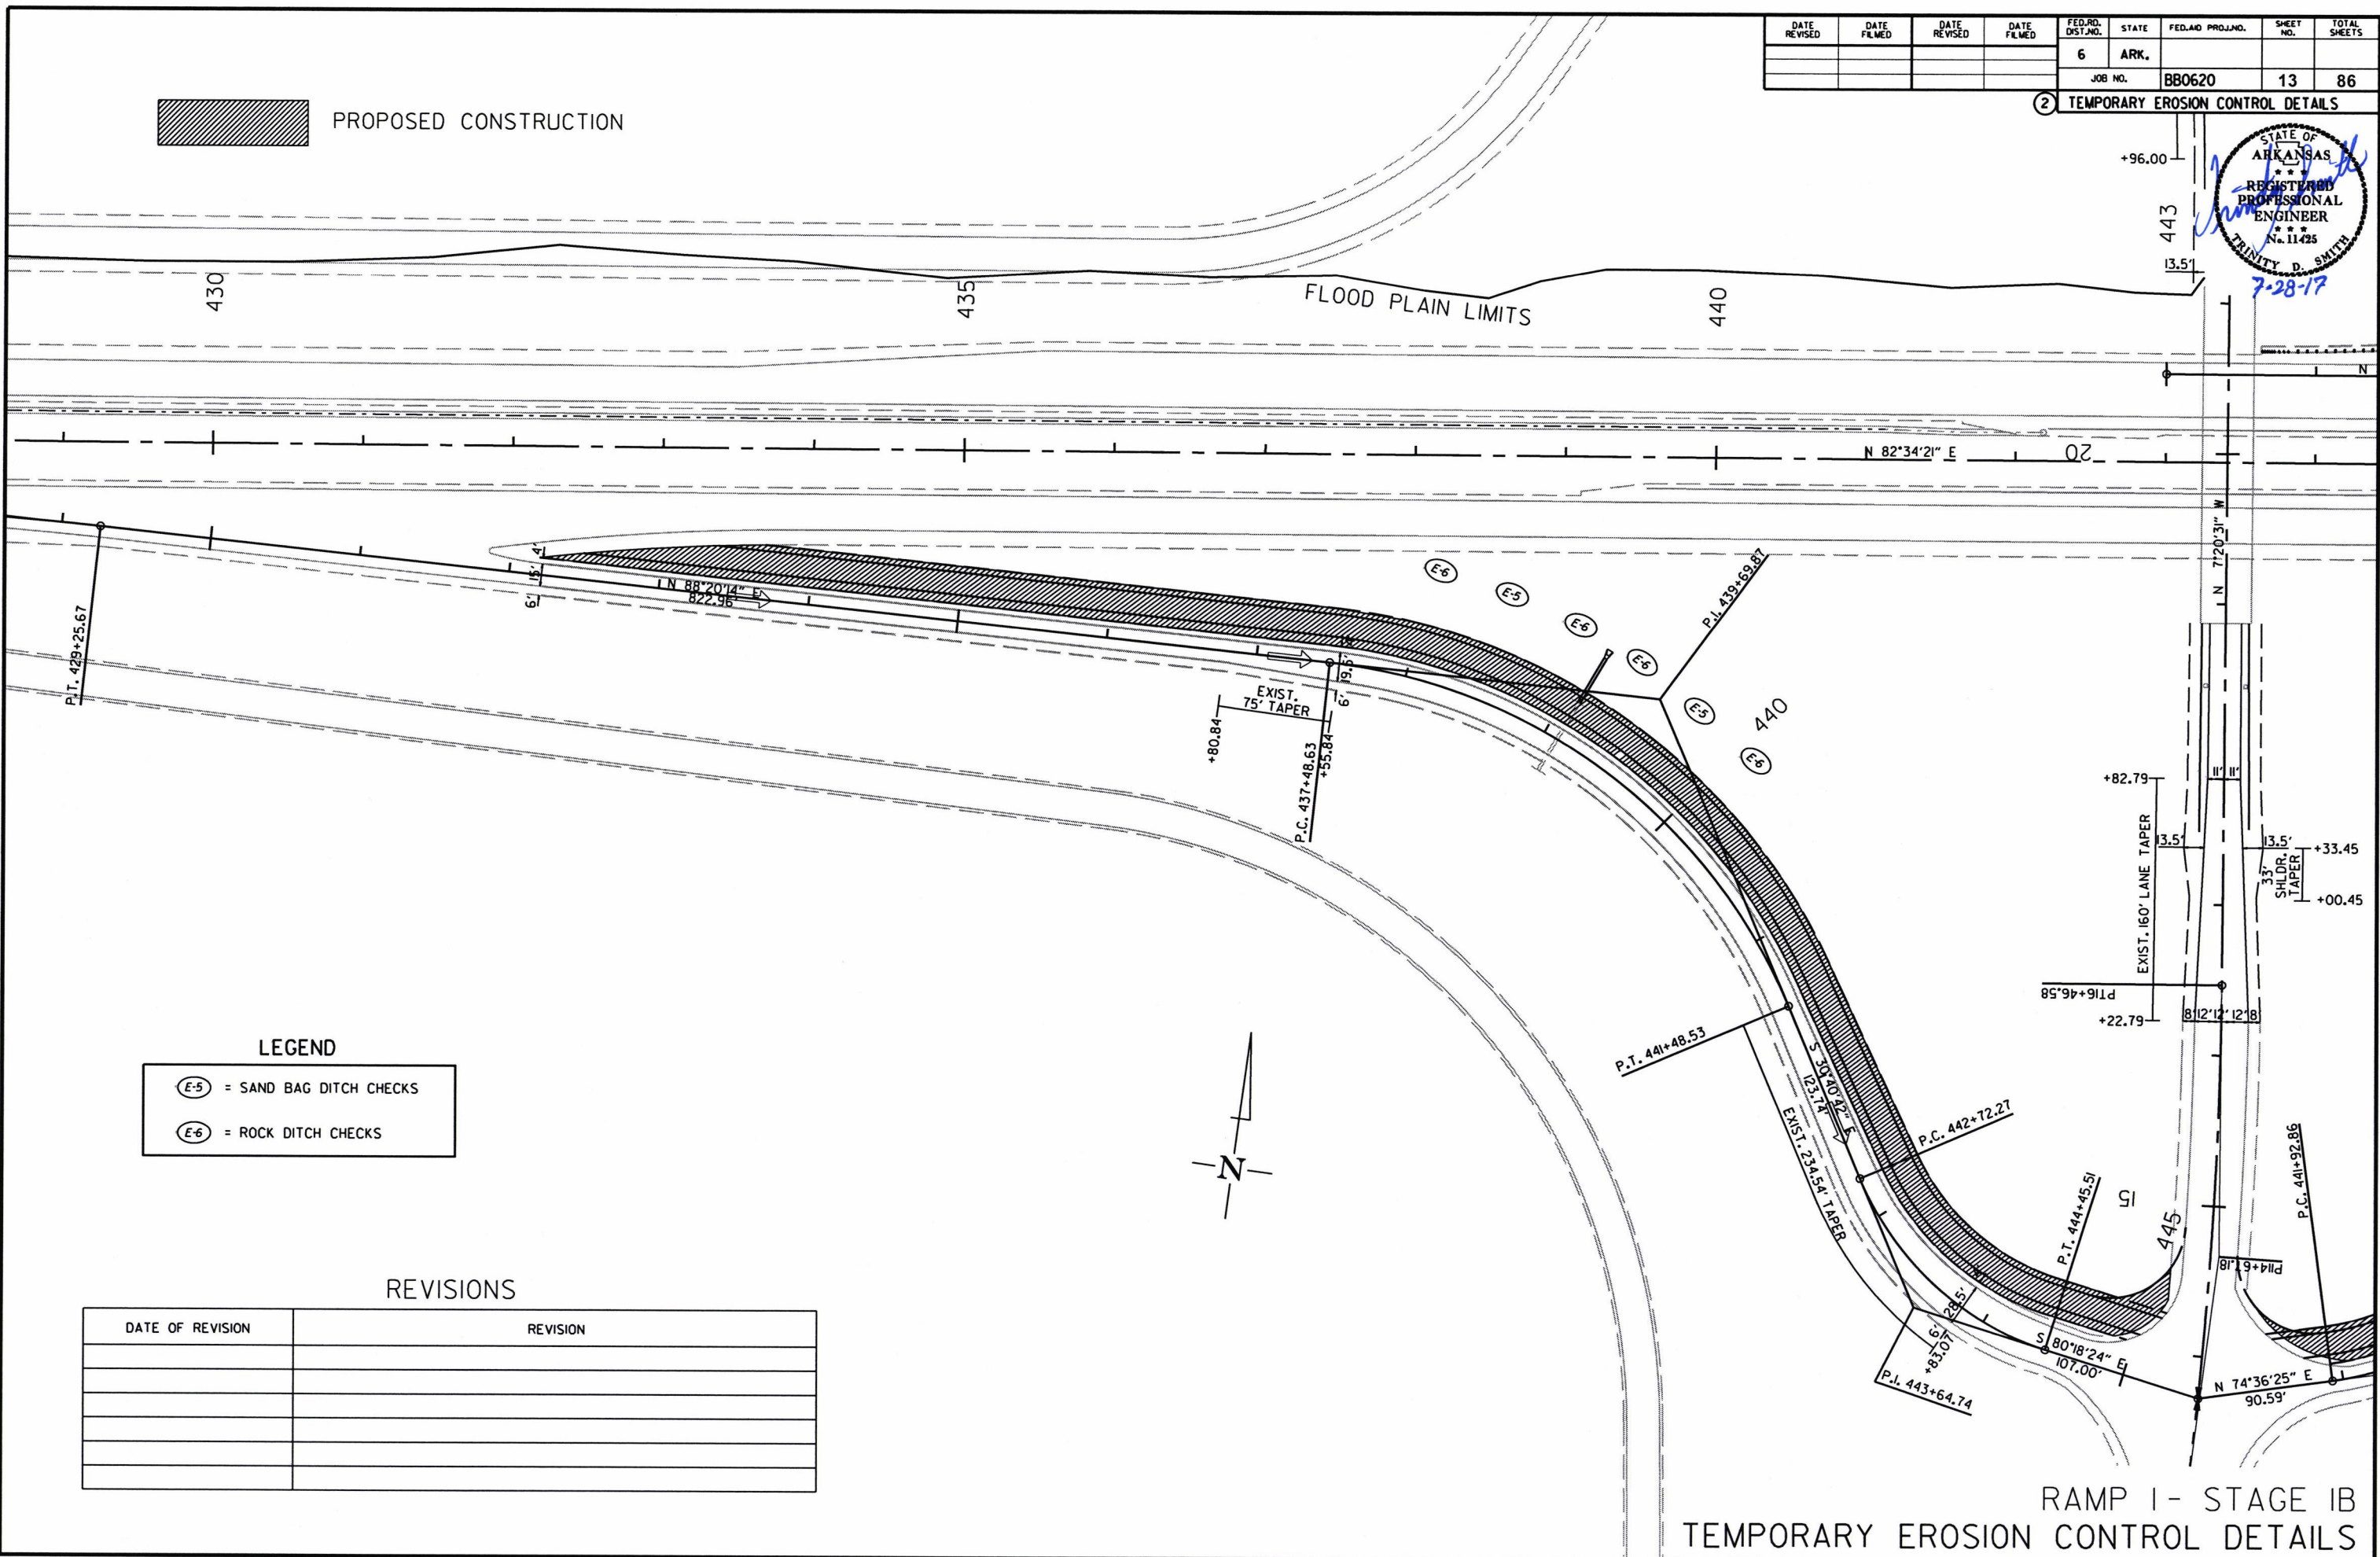 DATE REVISED
DATE FILMED
DATE REVISED
DATE FILMED
FED.RD. DIST.NO.
STATE
FED.AID PROJ.NO.
SHEET NO.
TOTAL SHEETS
6
ARK.
JOB NO.
BB0620
13
86
2
TEMPORARY EROSION CONTROL DETAILS
PROPOSED CONSTRUCTION
STATE OF
ARKANSAS
REGISTERED
PROFESSIONAL
ENGINEER
No. 11425
TRINITY D. SMITH
7-28-17
+96.00
443
13.5'
430
435
FLOOD PLAIN LIMITS
440
N
N 82°34'21" E
20
N 7°20'31" W
P.T. 429+25.67
4'
15'
6'
N 88°20'14" E
822.96'
E-6
E-5
E-6
E-6
E-5
E-6
P.I. 439+69.87
440
19.5'
6'
EXIST.
75' TAPER
+80.84
P.C. 437+48.63
+55.84
+82.79
11' 11'
EXIST. 160' LANE TAPER
13.5'
13.5'
33'
SHLDR.
TAPER
+33.45
+00.45
PT16+46.58
+22.79
8' 12' 12' 12' 8'
P.T. 441+48.53
S 30°40'42" E
123.74'
EXIST. 234.54' TAPER
P.C. 442+72.27
P.T. 444+45.51
15
445
P.C. 441+92.86
28.5'
6'
+83.07
P.I. 443+64.74
S 80°18'24" E
107.00'
N 74°36'25" E
90.59'
LEGEND
E-5 = SAND BAG DITCH CHECKS
E-6 = ROCK DITCH CHECKS
N
REVISIONS
DATE OF REVISION
REVISION
RAMP 1 - STAGE 1B
TEMPORARY EROSION CONTROL DETAILS